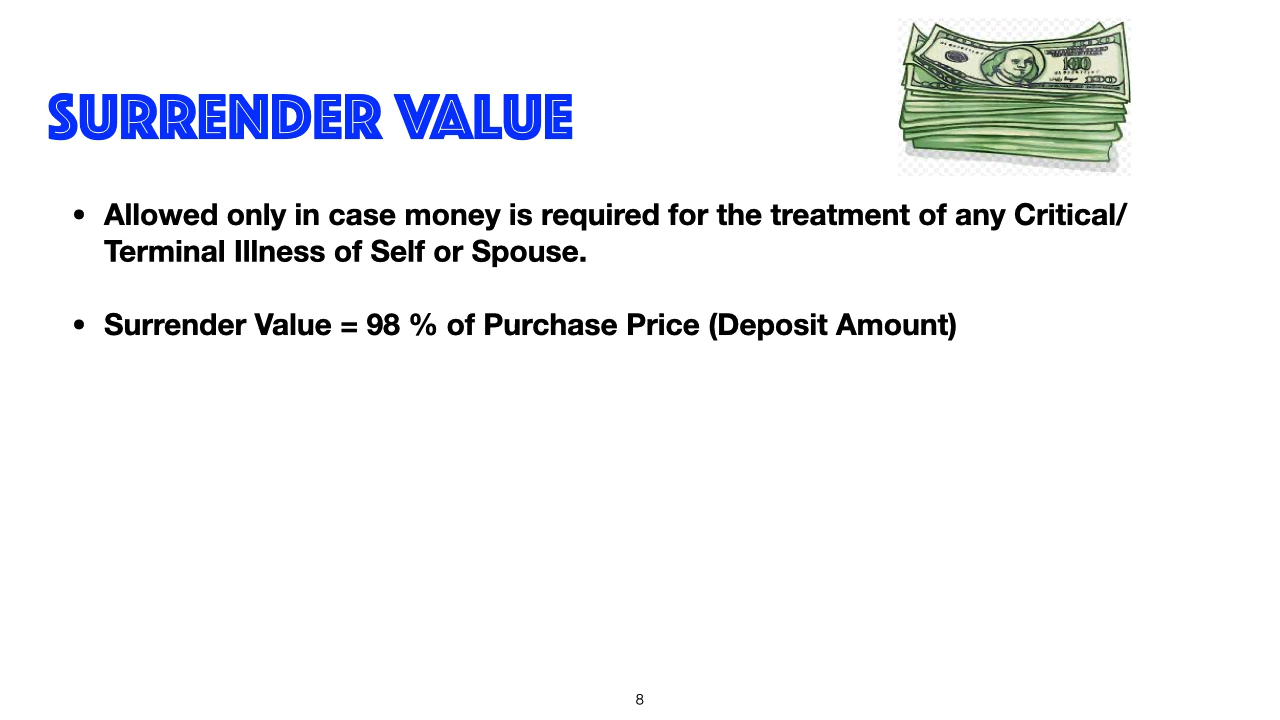 SURRENDER VALUE
• Allowed only in case money is required for the treatment of any Critical/
Terminal Illness of Self or Spouse.
• Surrender Value = 98 % of Purchase Price (Deposit Amount)
8